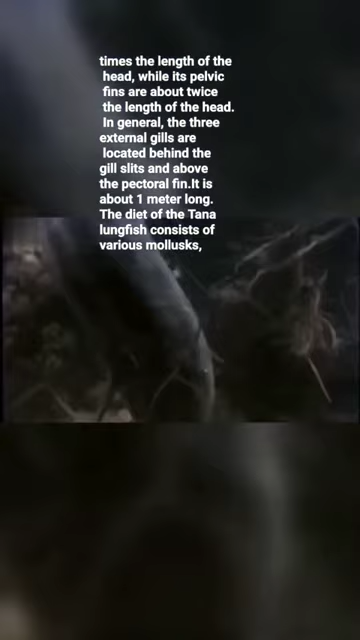 times the length of the
head, while its pelvic
fins are about twice
the length of the head.
In general, the three
external gills are
located behind the
gill slits and above
the pectoral fin.It is
about 1 meter long.
The diet of the Tana
lungfish consists of
various mollusks,